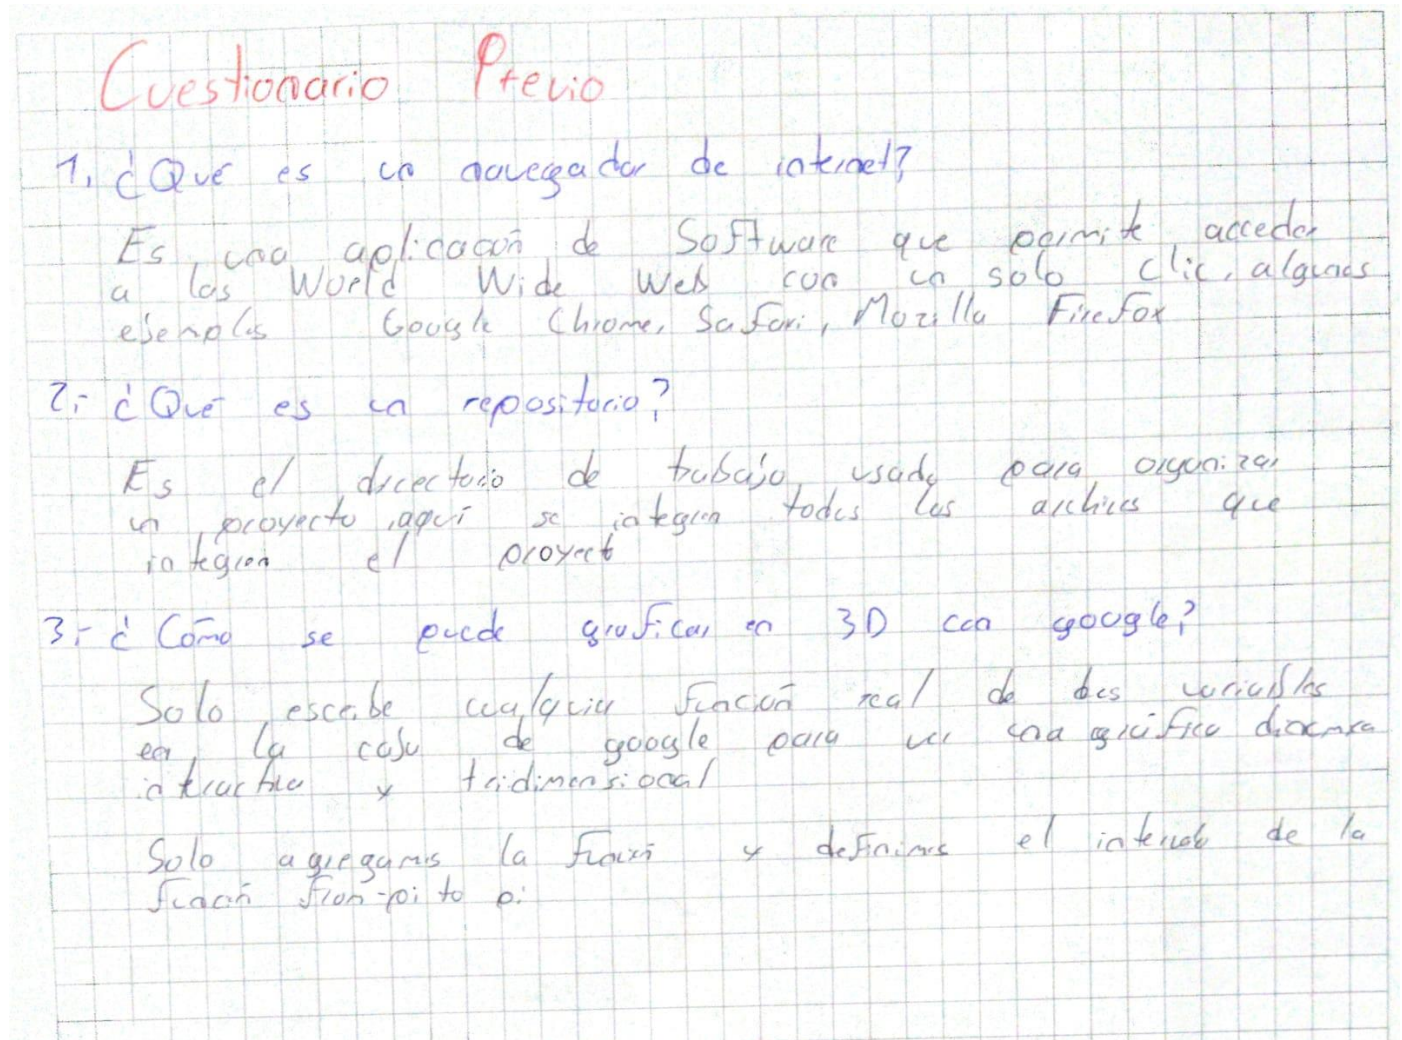 Cuestionario Previo
1. ¿Qué es un navegador de internet?
Es una aplicación de Software que permite acceder
a las World Wide Web con un solo clic, algunos
ejemplos Google Chrome, Safari, Mozilla Firefox
2.- ¿Qué es un repositorio?
Es el directorio de trabajo usado para organizar
un proyecto, aquí se integran todos los archivos que
integran el proyecto
3.- ¿Cómo se puede graficar en 3D con google?
Solo escribe cualquier función real de dos variables
en la caja de google para ver una gráfica dinámica
interactiva y tridimensional
Solo agregamos la función y definimos el intervalo de la
función from -pi to pi